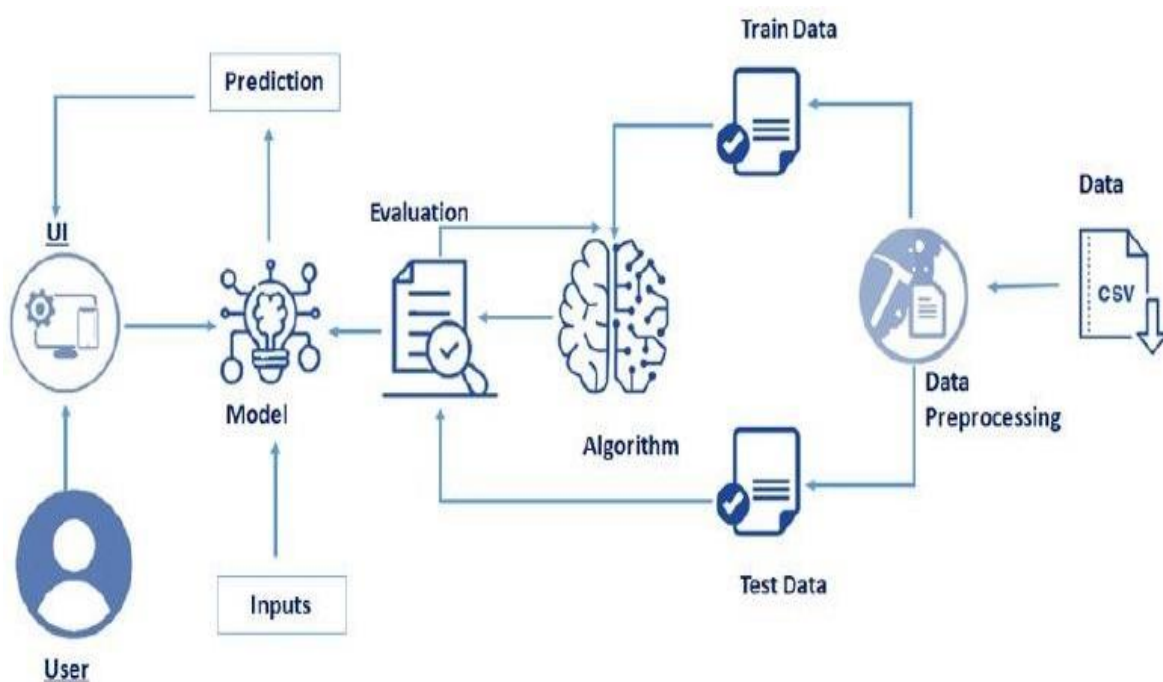 Train Data
Prediction
Data
Evaluation
UI
CSV
Data
Preprocessing
Model
Algorithm
Test Data
Inputs
User